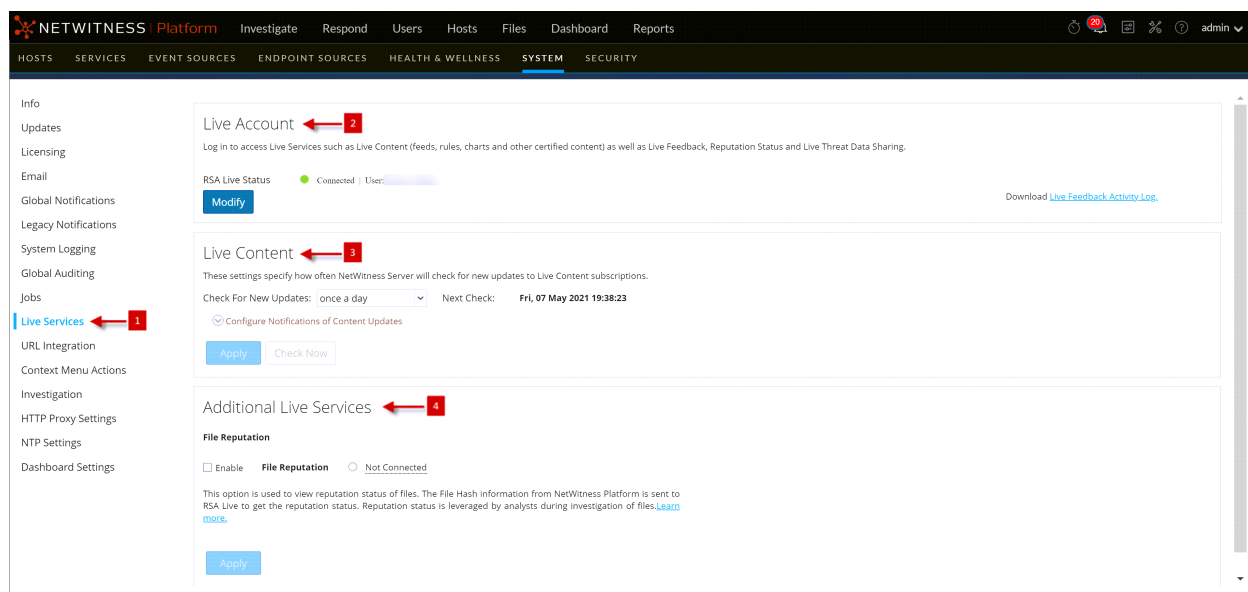 NETWITNESS Platform Investigate Respond Users Hosts Files Dashboard Reports 20 ? admin
HOSTS SERVICES EVENT SOURCES ENDPOINT SOURCES HEALTH & WELLNESS SYSTEM SECURITY
Info
Updates
Licensing
Email
Global Notifications
Legacy Notifications
System Logging
Global Auditing
Jobs
Live Services 1
URL Integration
Context Menu Actions
Investigation
HTTP Proxy Settings
NTP Settings
Dashboard Settings
Live Account 2
Log in to access Live Services such as Live Content (feeds, rules, charts and other certified content) as well as Live Feedback, Reputation Status and Live Threat Data Sharing.
RSA Live Status Connected | User:
Modify
Download Live Feedback Activity Log.
Live Content 3
These settings specify how often NetWitness Server will check for new updates to Live Content subscriptions.
Check For New Updates: once a day Next Check: Fri, 07 May 2021 19:38:23
Configure Notifications of Content Updates
Apply Check Now
Additional Live Services 4
File Reputation
Enable File Reputation Not Connected
This option is used to view reputation status of files. The File Hash information from NetWitness Platform is sent to
RSA Live to get the reputation status. Reputation status is leveraged by analysts during investigation of files.Learn
more.
Apply